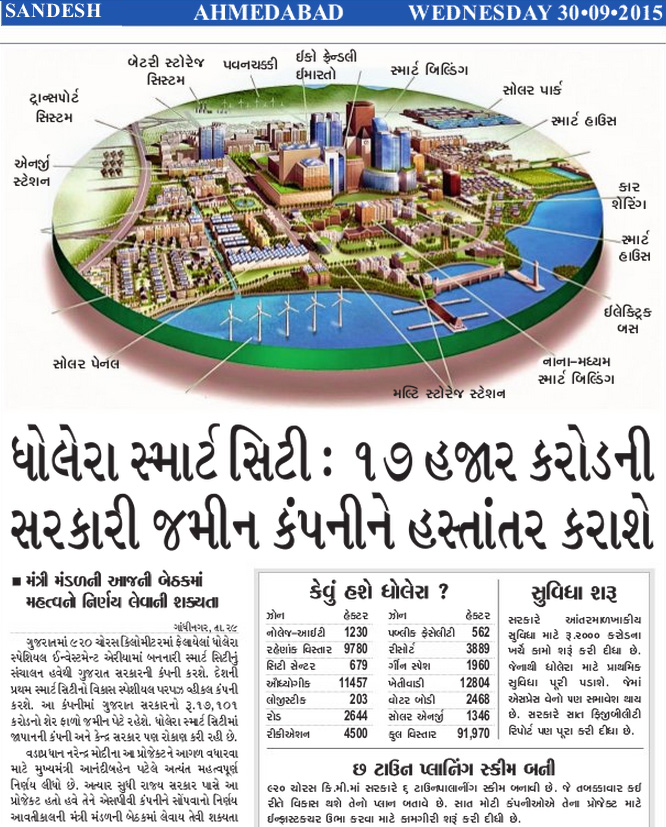 SANDESH AHMEDABAD WEDNESDAY 30•09•2015
બેટરી સ્ટોરેજ
સિસ્ટમ
પવનચક્કી
ઈકો ફ્રેન્ડલી
ઈમારતો
સ્માર્ટ બિલ્ડિંગ
સોલર પાર્ક
સ્માર્ટ હાઉસ
ટ્રાન્સપોર્ટ
સિસ્ટમ
એનર્જી
સ્ટેશન
કાર
શેરિંગ
સ્માર્ટ
હાઉસ
ઈલેક્ટ્રિક
બસ
સોલર પેનલ
નાના-મધ્યમ
સ્માર્ટ બિલ્ડિંગ
મલ્ટિ સ્ટોરેજ સ્ટેશન
ધોલેરા સ્માર્ટ સિટી : ૧૭ હજાર કરોડની
સરકારી જમીન કંપનીને હસ્તાંતર કરાશે
■ મંત્રી મંડળની આજની બેઠકમાં
મહત્વનો નિર્ણય લેવાની શક્યતા
ગાંધીનગર, તા. ૨૯
ગુજરાતમાં ૯૨૦ ચોરસ કિલોમીટરમાં ફેલાયેલાં ધોલેરા
સ્પેશિયલ ઈન્વેસ્ટમેન્ટ એરીયામાં બનનારી સ્માર્ટ સિટીનું
સંચાલન હવેથી ગુજરાત સરકારની કંપની કરશે. દેશની
પ્રથમ સ્માર્ટ સિટીનો વિકાસ સ્પેશીયલ પરપઝ વ્હીકલ કંપની
કરશે. આ કંપનીમાં ગુજરાત સરકારનો રૂ.૧૭,૧૦૧
કરોડનો શેર ફાળો જમીન પેટે રહેશે. ધોલેરા સ્માર્ટ સિટીમાં
જાપાનની કંપની અને કેન્દ્ર સરકાર પણ રોકાણ કરી રહી છે.
વડાપ્રધાન નરેન્દ્ર મોદીના આ પ્રોજેક્ટને આગળ વધારવા
માટે મુખ્યમંત્રી આનંદીબહેન પટેલે અત્યંત મહત્વપૂર્ણ
નિર્ણય લીધો છે. અત્યાર સુધી રાજ્ય સરકાર પાસે આ
પ્રોજેક્ટ હતો હવે તેને એસપીવી કંપનીને સોંપવાનો નિર્ણય
આવતીકાલની મંત્રી મંડળની બેઠકમાં લેવાય તેવી શક્યતા
કેવું હશે ધોલેરા ?
ઝોન હેક્ટર ઝોન હેક્ટર
નોલેજ-આઈટી 1230 પબ્લીક ફેસેલીટી 562
રહેણાંક વિસ્તાર 9780 રીસોર્ટ 3889
સિટી સેન્ટર 679 ગ્રીન સ્પેશ 1960
ઔધ્યોગીક 11457 ખેતીવાડી 12804
લોજીસ્ટીક 203 વોટર બોડી 2468
રોડ 2644 સોલર એનર્જી 1346
રીક્રીએશન 4500 કુલ વિસ્તાર 91,970
સુવિધા શરૂ
સરકારે આંતરમાળખાકીય
સુવિધા માટે રૂ.૨૦૦૦ કરોડના
ખર્ચે કામો શરૂ કરી દીધા છે.
જેનાથી ધોલેરા માટે પ્રાથમિક
સુવિધા પૂરી પડાશે. જેમાં
એસપ્રેસ વેનો પણ સમાવેશ થાય
છે. સરકારે સાત ફિજીબીલીટી
રિપોર્ટ પણ પૂરા કરી દીધા છે.
છ ટાઉન પ્લાનિંગ સ્કીમ બની
૯૨૦ ચોરસ કિ.મી.માં સરકારે ૬ ટાઉનપાલાનીંગ સ્કીમ બનાવી છે. જે તબક્કાવાર કઈ
રીતે વિકાસ થશે તેનો પ્લાન બતાવે છે. સાત મોટી કંપનીઓએ તેના પ્રોજેક્ટ માટે
ઈન્ફ્રાસ્ટકચર ઉભા કરવા માટે કામગીરી શરૂ કરી દીધી છે.